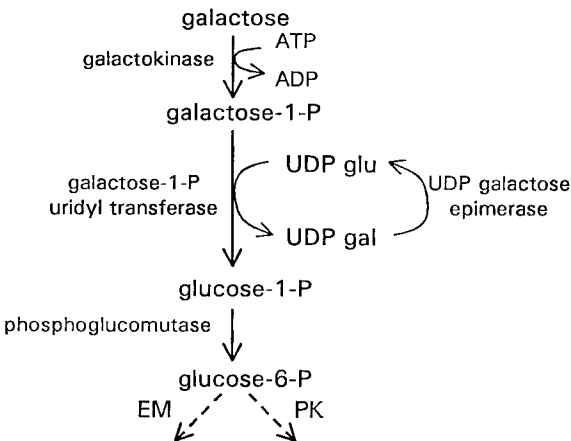 galactose
ATP
galactokinase
ADP
galactose-1-P
UDP glu
galactose-1-P
uridyl transferase
UDP galactose
epimerase
UDP gal
glucose-1-P
phosphoglucomutase
glucose-6-P
EM
PK